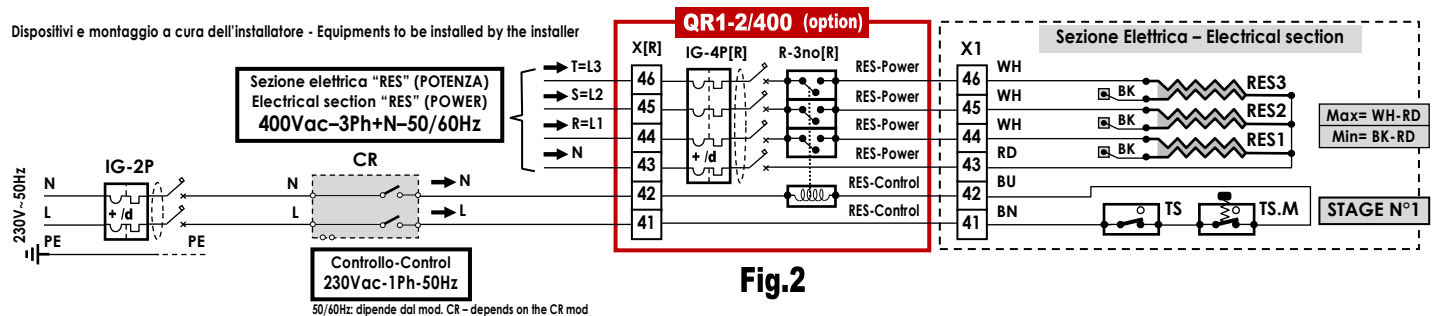 Dispositivi e montaggio a cura dell'installatore - Equipments to be installed by the installer
QR1-2/400 (option)
Sezione Elettrica – Electrical section
X[R]
IG-4P[R]
R-3no[R]
X1
Sezione elettrica "RES" (POTENZA)
Electrical section "RES" (POWER)
400Vac–3Ph+N–50/60Hz
T=L3
46
RES-Power
46
WH
BK
RES3
S=L2
45
RES-Power
45
WH
BK
RES2
R=L1
44
RES-Power
44
WH
BK
RES1
N
43
+ /d
RES-Power
43
RD
Max= WH-RD
Min= BK-RD
230V~50Hz
IG-2P
CR
N
N
N
42
RES-Control
42
BU
L
+ /d
L
L
41
RES-Control
41
BN
TS
TS.M
STAGE N°1
PE
PE
Controllo-Control
230Vac-1Ph-50Hz
Fig.2
50/60Hz: dipende dal mod. CR – depends on the CR mod